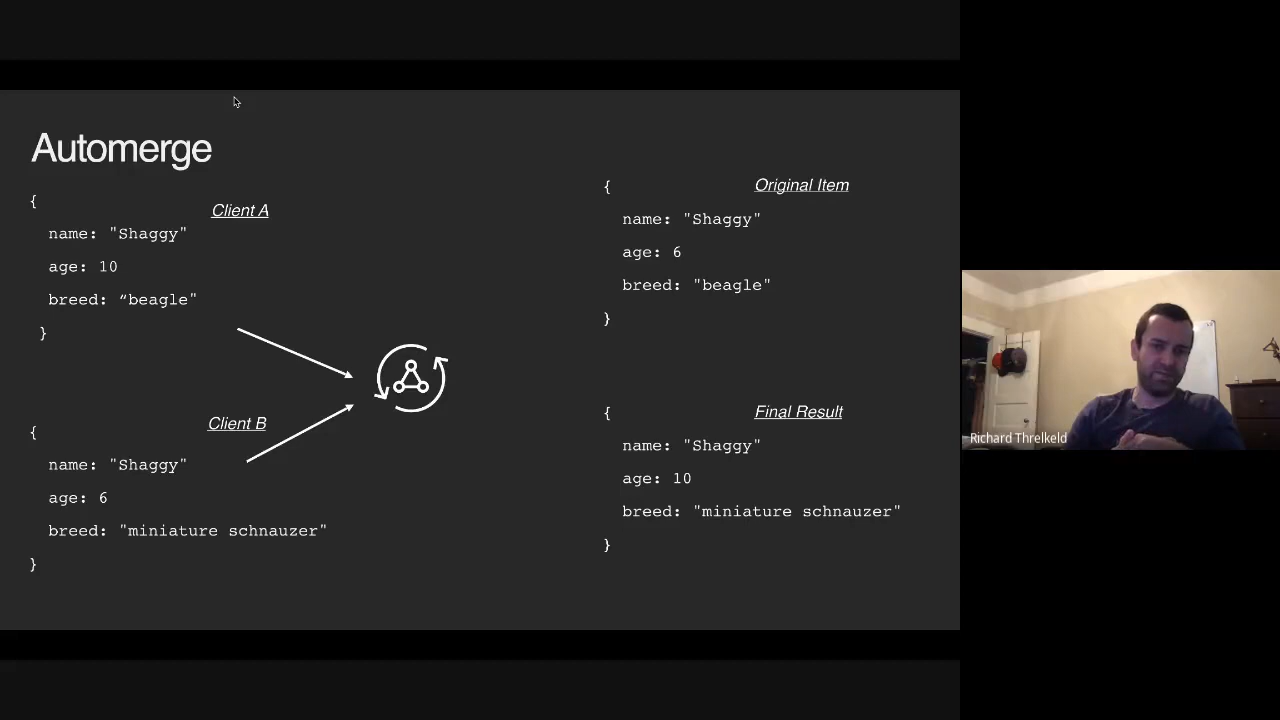 Automerge
{
Client A
name: "Shaggy"
age: 10
breed: “beagle"
}
Client B
{
name: "Shaggy"
age: 6
breed: "miniature schnauzer"
}
{
Original Item
name: "Shaggy"
age: 6
breed: "beagle"
}
{
Final Result
name: "Shaggy"
age: 10
breed: "miniature schnauzer"
}
Richard Threlkeld